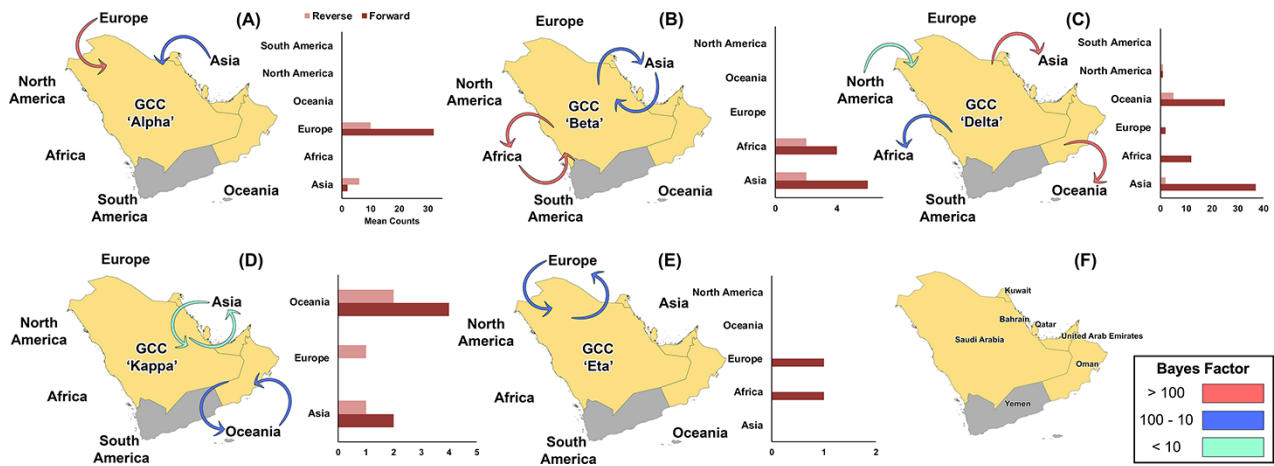 (A)
Europe
Asia
North
America
GCC
'Alpha'
Africa
South
America
Oceania
Reverse
Forward
South America
North America
Oceania
Europe
Africa
Asia
0
10
20
30
Mean Counts
(B)
Europe
Asia
North
America
GCC
'Beta'
Africa
South
America
Oceania
North America
Oceania
Europe
Africa
Asia
4
(C)
Europe
Asia
North
America
GCC
'Delta'
Africa
South
America
Oceania
South America
North America
Oceania
Europe
Africa
Asia
0
10
20
30
40
(D)
Europe
Asia
North
America
GCC
'Kappa'
Africa
South
America
Oceania
Oceania
Europe
Asia
0
1
2
3
4
5
(E)
Europe
Asia
North
America
GCC
'Eta'
Africa
South
America
Oceania
North America
Oceania
Europe
Africa
Asia
0
1
2
(F)
Kuwait
Bahrain
Qatar
United Arab Emirates
Saudi Arabia
Oman
Yemen
Bayes Factor
> 100
100 - 10
< 10